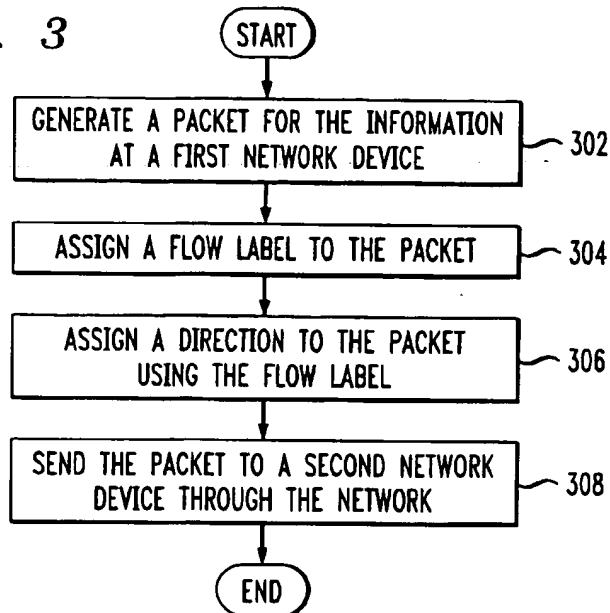 . 3
START
GENERATE A PACKET FOR THE INFORMATION
AT A FIRST NETWORK DEVICE
302
ASSIGN A FLOW LABEL TO THE PACKET
304
ASSIGN A DIRECTION TO THE PACKET
USING THE FLOW LABEL
306
SEND THE PACKET TO A SECOND NETWORK
DEVICE THROUGH THE NETWORK
308
END